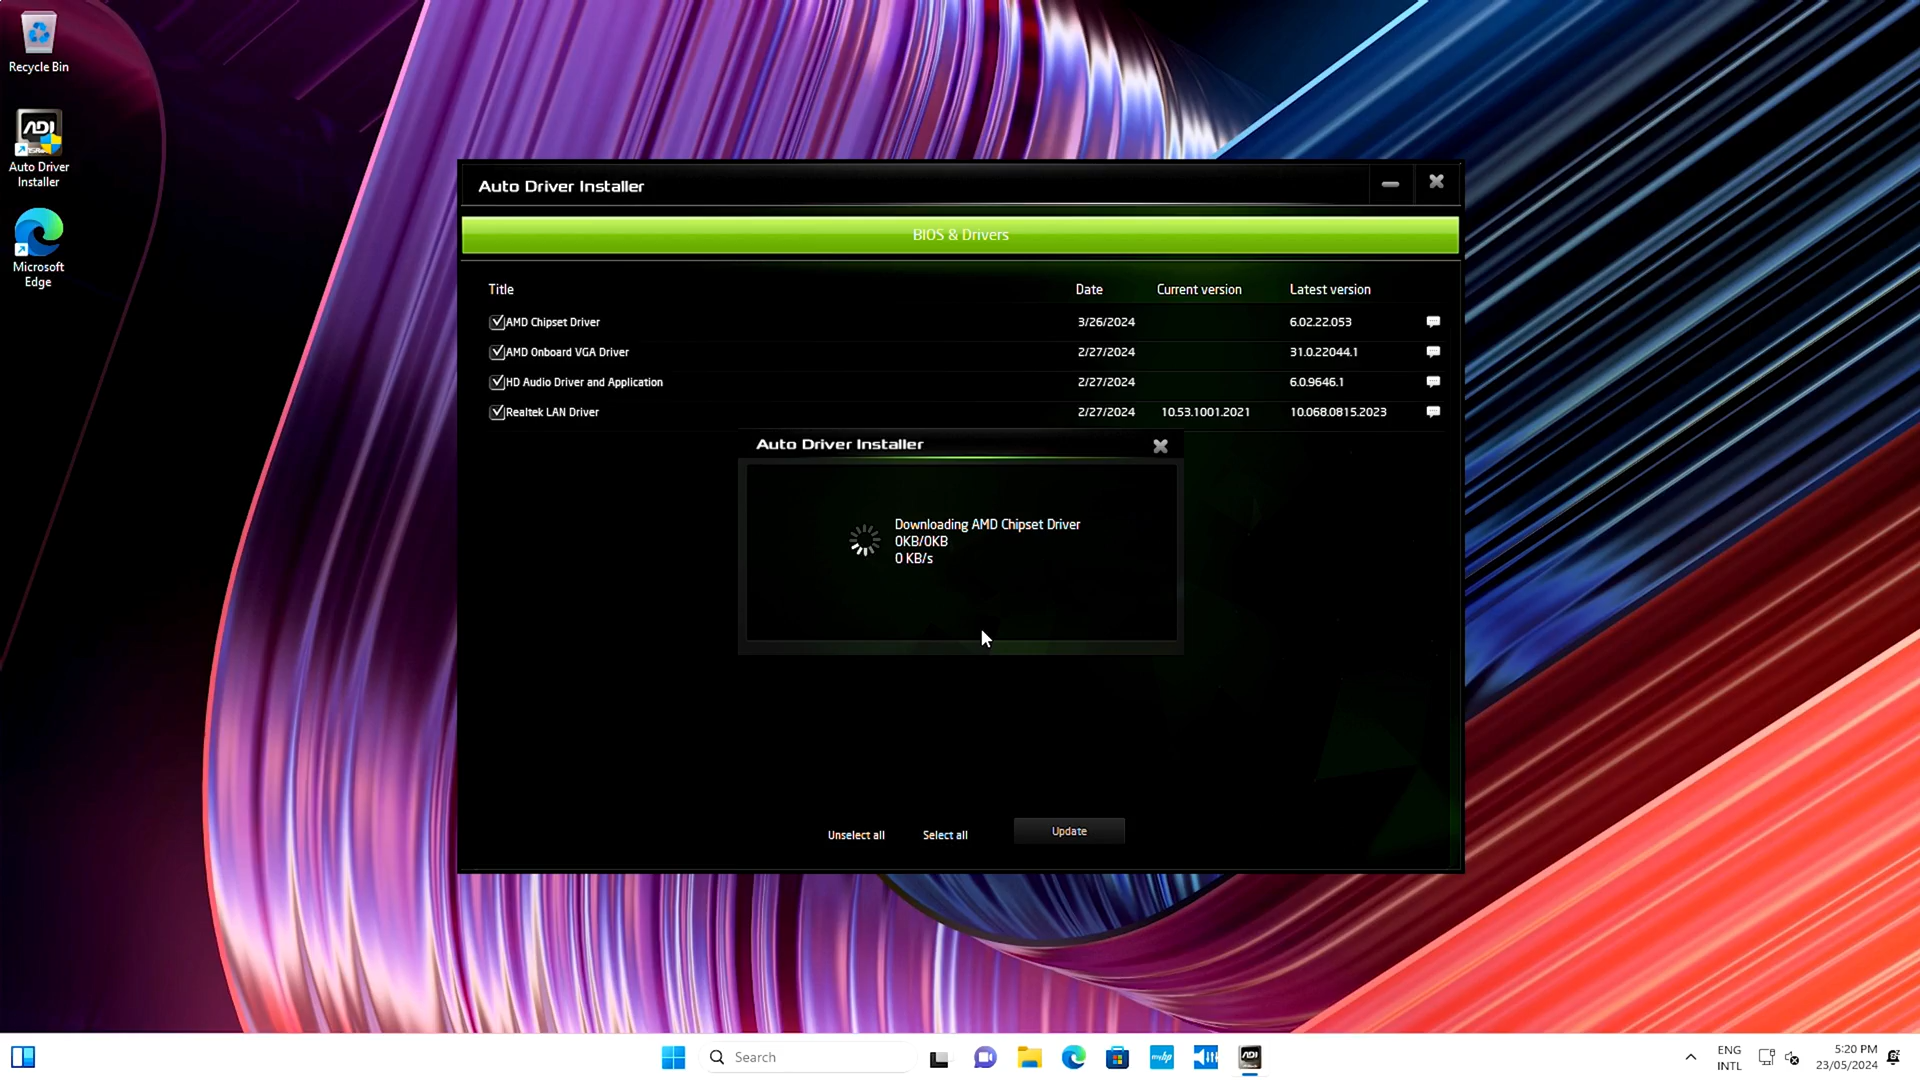 Recycle Bin
ADI
Auto Driver
Installer
Microsoft
Edge
Auto Driver Installer
BIOS & Drivers
Title Date Current version Latest version
AMD Chipset Driver 3/26/2024 6.02.22.053
AMD Onboard VGA Driver 2/27/2024 31.0.22044.1
HD Audio Driver and Application 2/27/2024 6.0.9646.1
Realtek LAN Driver 2/27/2024 10.53.1001.2021 10.068.0815.2023
Auto Driver Installer
Downloading AMD Chipset Driver
0KB/0KB
0 KB/s
Unselect all Select all Update
Search
myhp
ADI
ENG
INTL
5:20 PM
23/05/2024